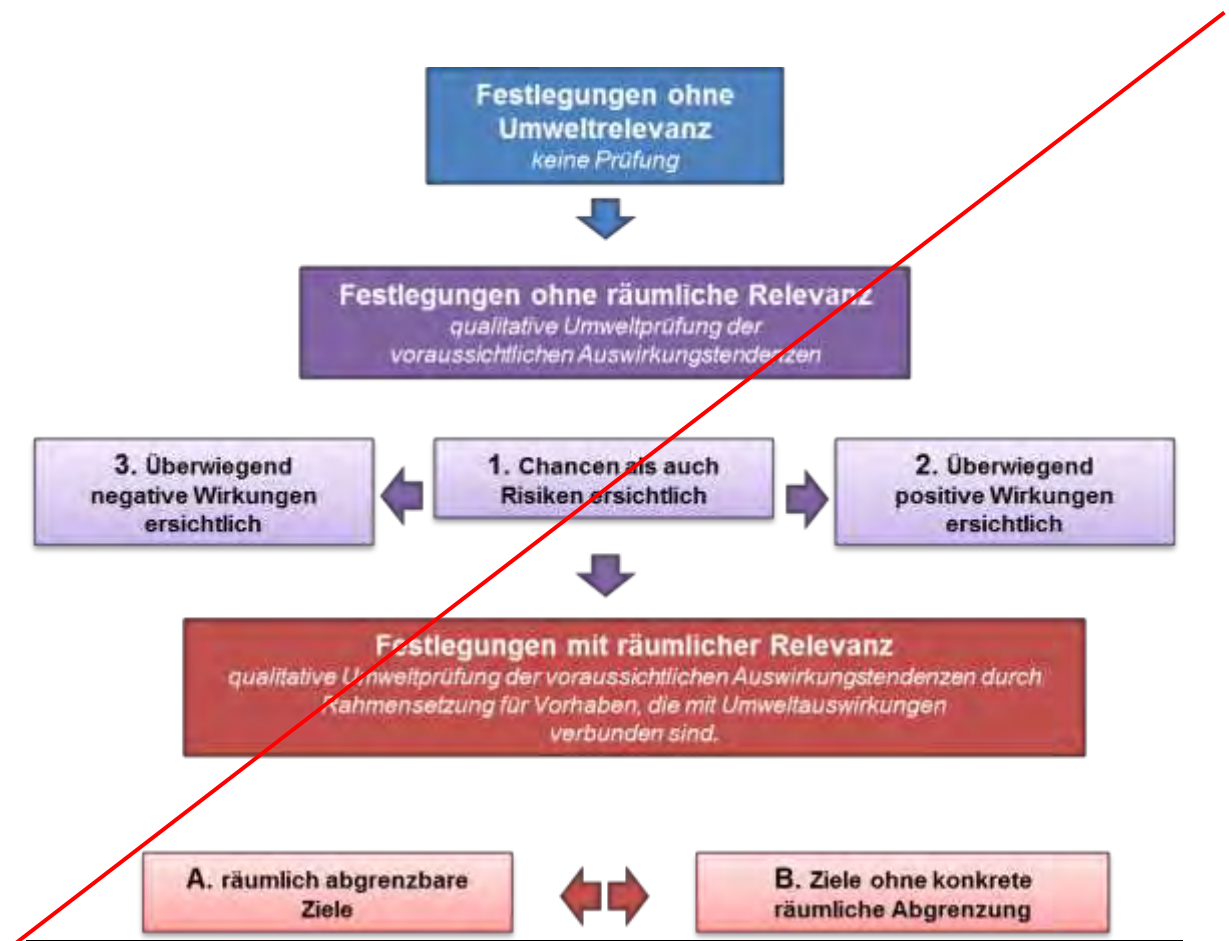 Festlegungen ohne
Umweltrelevanz
keine Prüfung
Festlegungen ohne räumliche Relevanz
qualitative Umweltprüfung der
voraussichtlichen Auswirkungstendenzen
3. Überwiegend
negative Wirkungen
ersichtlich
1. Chancen als auch
Risiken ersichtlich
2. Überwiegend
positive Wirkungen
ersichtlich
Festlegungen mit räumlicher Relevanz
qualitative Umweltprüfung der voraussichtlichen Auswirkungstendenzen durch
Rahmensetzung für Vorhaben, die mit Umweltauswirkungen
verbunden sind.
A. räumlich abgrenzbare
Ziele
B. Ziele ohne konkrete
räumliche Abgrenzung